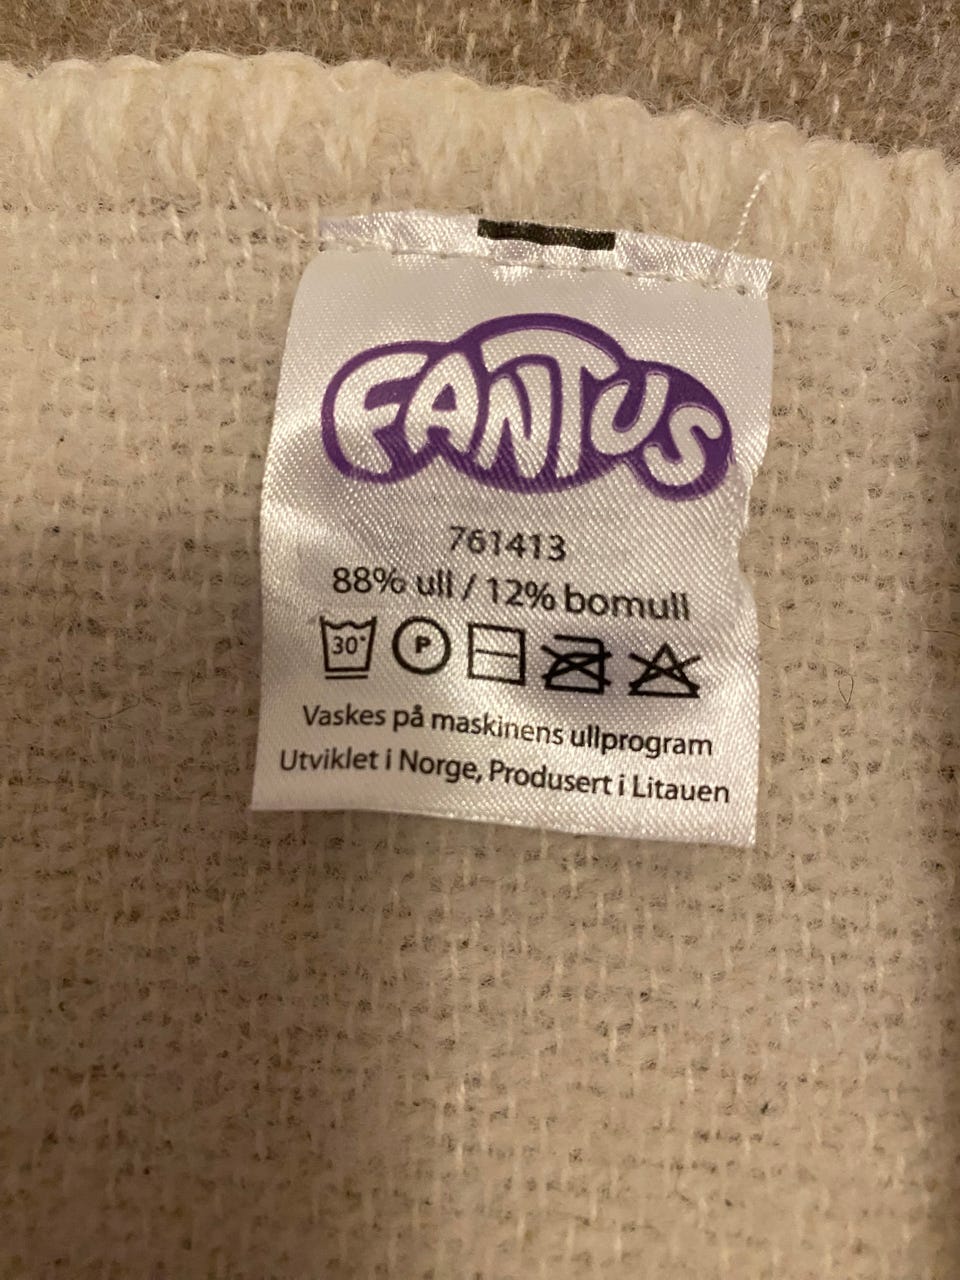 FANTUS
761413
88% ull / 12% bomull
30° P
Vaskes på maskinens ullprogram
Utviklet i Norge, Produsert i Litauen